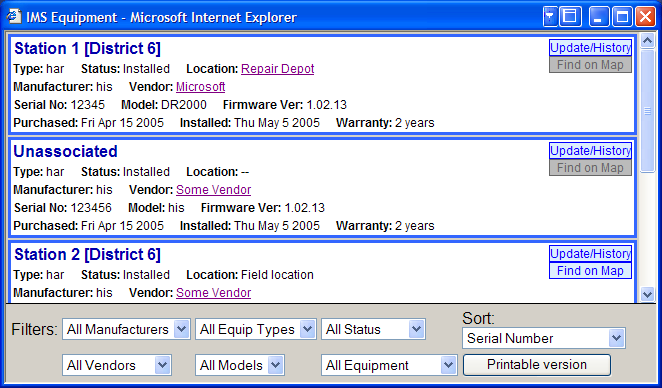 IMS Equipment - Microsoft Internet Explorer
Station 1 [District 6] Update/History
Type: har Status: Installed Location: Repair Depot Find on Map
Manufacturer: his Vendor: Microsoft
Serial No: 12345 Model: DR2000 Firmware Ver: 1.02.13
Purchased: Fri Apr 15 2005 Installed: Thu May 5 2005 Warranty: 2 years
Unassociated Update/History
Type: har Status: Installed Location: -- Find on Map
Manufacturer: his Vendor: Some Vendor
Serial No: 123456 Model: his Firmware Ver: 1.02.13
Purchased: Fri Apr 15 2005 Installed: Thu May 5 2005 Warranty: 2 years
Station 2 [District 6] Update/History
Type: har Status: Installed Location: Field location Find on Map
Manufacturer: his Vendor: Some Vendor
Sort:
Filters: All Manufacturers All Equip Types All Status Serial Number
All Vendors All Models All Equipment Printable version